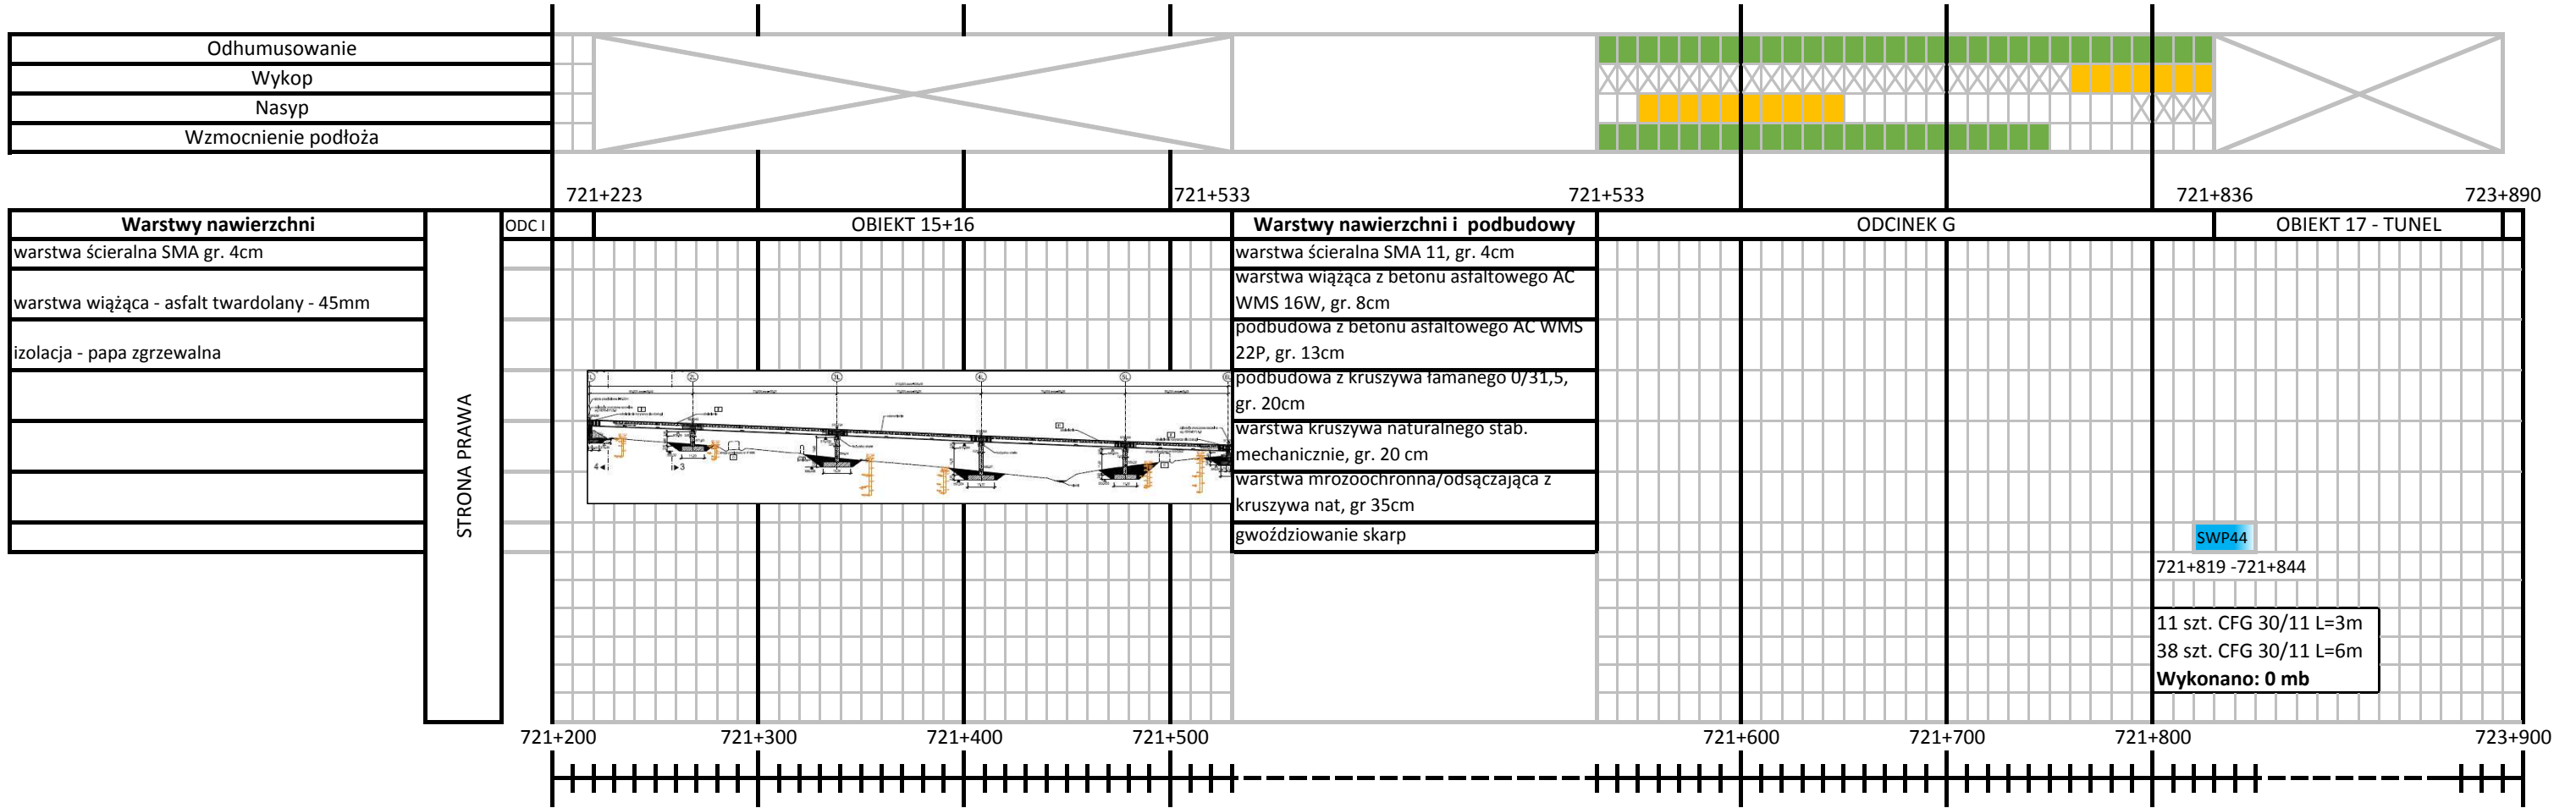 Odhumusowanie
Wykop
Nasyp
Wzmocnienie podłoża
721+223
721+533
721+533
721+836
723+890
Warstwy nawierzchni
STRONA PRAWA
ODC I
OBIEKT 15+16
Warstwy nawierzchni i podbudowy
ODCINEK G
OBIEKT 17 - TUNEL
warstwa ścieralna SMA gr. 4cm
warstwa wiążąca - asfalt twardolany - 45mm
izolacja - papa zgrzewalna
warstwa ścieralna SMA 11, gr. 4cm
warstwa wiążąca z betonu asfaltowego AC
WMS 16W, gr. 8cm
podbudowa z betonu asfaltowego AC WMS
22P, gr. 13cm
podbudowa z kruszywa łamanego 0/31,5,
gr. 20cm
warstwa kruszywa naturalnego stab.
mechanicznie, gr. 20 cm
warstwa mrozoochronna/odsączająca z
kruszywa nat, gr 35cm
gwoździowanie skarp
4
3
SWP44
721+819 -721+844
11 szt. CFG 30/11 L=3m
38 szt. CFG 30/11 L=6m
Wykonano: 0 mb
721+200
721+300
721+400
721+500
721+600
721+700
721+800
723+900